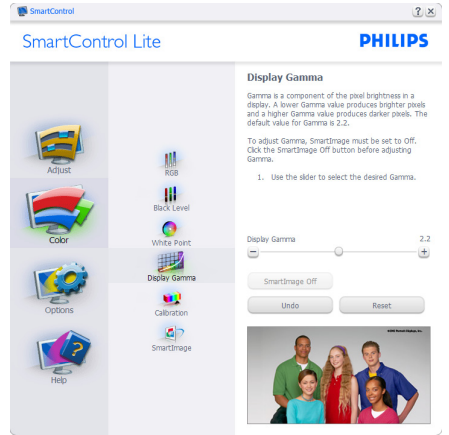 SmartControl
SmartControl Lite
PHILIPS
Adjust
Color
Options
Help
RGB
Black Level
White Point
Display Gamma
Calibration
SmartImage
Display Gamma
Gamma is a component of the pixel brightness in a
display. A lower Gamma value produces brighter pixels
and a higher Gamma value produces darker pixels. The
default value for Gamma is 2.2.
To adjust Gamma, SmartImage must be set to Off.
Click the SmartImage Off button before adjusting
Gamma.
1. Use the slider to select the desired Gamma.
Display Gamma 2.2
SmartImage Off
Undo Reset